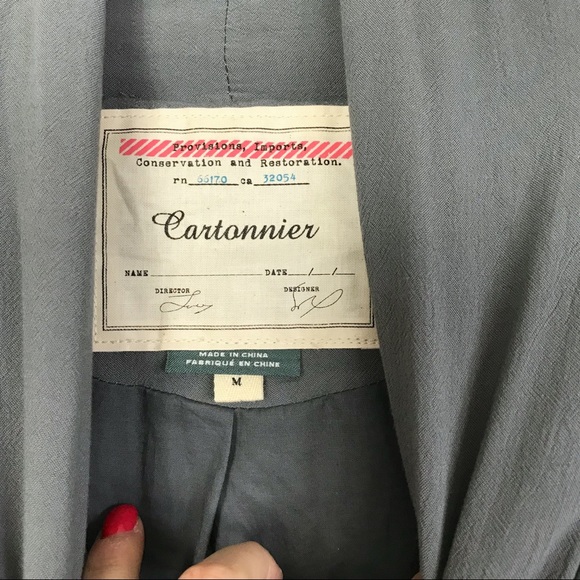 Provisions, Imports,
Conservation and Restoration.
rn 66170 ca 32054
Cartonnier
NAME DATE / /
DIRECTOR DESIGNER
MADE IN CHINA
FABRIQUÉ EN CHINE
M